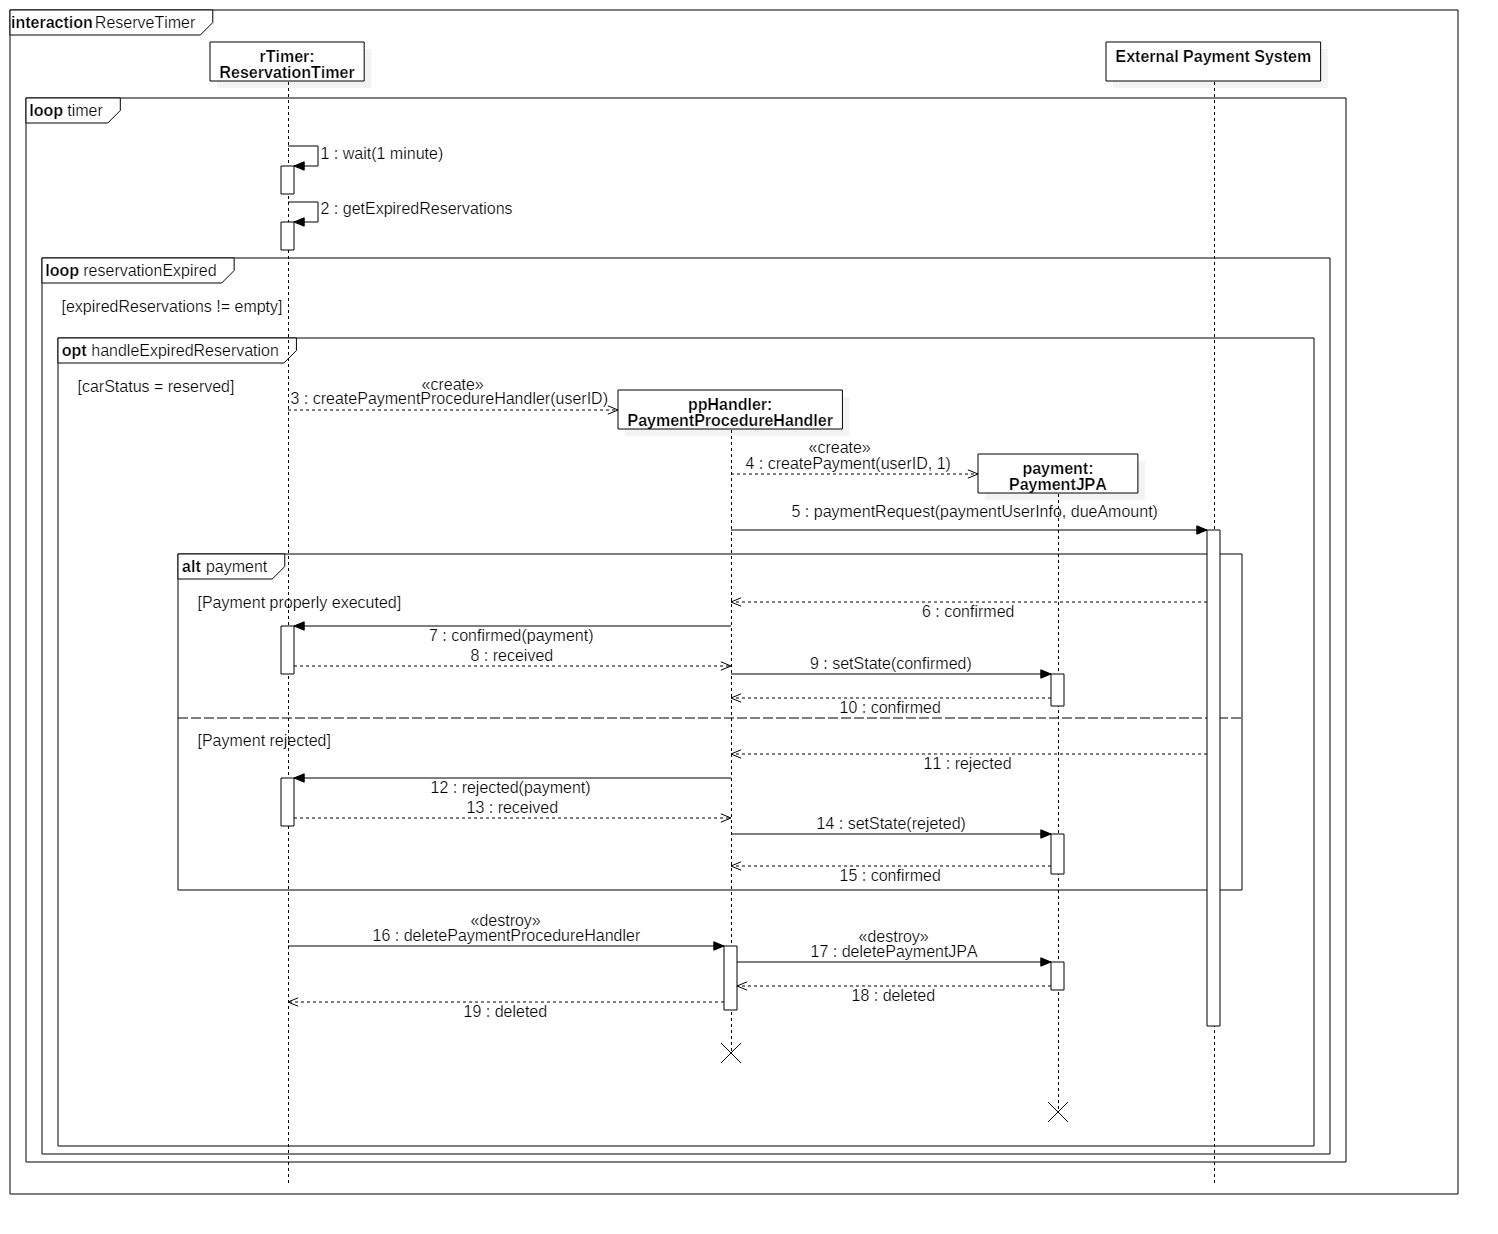 interaction ReserveTimer
rTimer:
ReservationTimer
External Payment System
loop timer
1 : wait(1 minute)
2 : getExpiredReservations
loop reservationExpired
[expiredReservations != empty]
opt handleExpiredReservation
[carStatus = reserved]
«create»
3 : createPaymentProcedureHandler(userID)
ppHandler:
PaymentProcedureHandler
«create»
4 : createPayment(userID, 1)
payment:
PaymentJPA
5 : paymentRequest(paymentUserInfo, dueAmount)
alt payment
[Payment properly executed]
6 : confirmed
7 : confirmed(payment)
8 : received
9 : setState(confirmed)
10 : confirmed
[Payment rejected]
11 : rejected
12 : rejected(payment)
13 : received
14 : setState(rejeted)
15 : confirmed
«destroy»
16 : deletePaymentProcedureHandler
«destroy»
17 : deletePaymentJPA
18 : deleted
19 : deleted